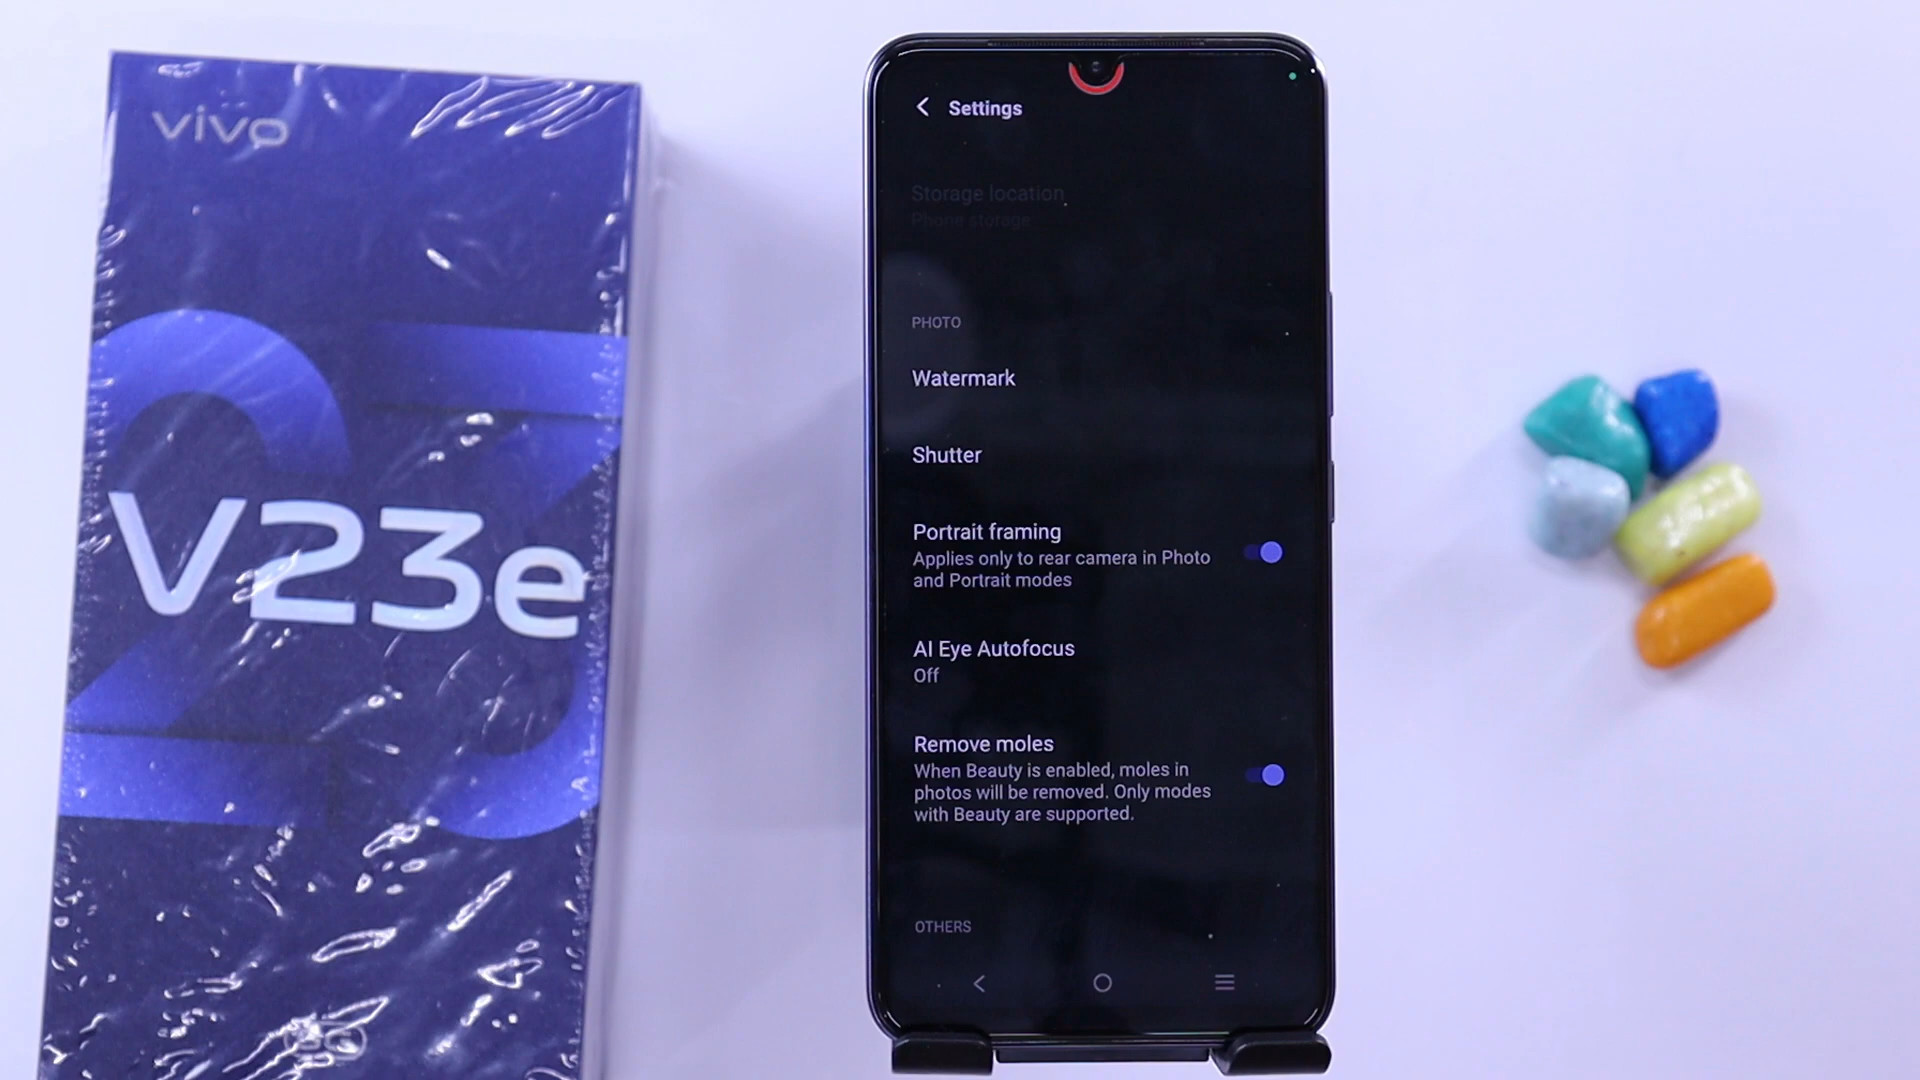 vivo
V23e
5G
Settings
Storage location
Phone storage
PHOTO
Watermark
Shutter
Portrait framing
Applies only to rear camera in Photo
and Portrait modes
AI Eye Autofocus
Off
Remove moles
When Beauty is enabled, moles in
photos will be removed. Only modes
with Beauty are supported.
OTHERS